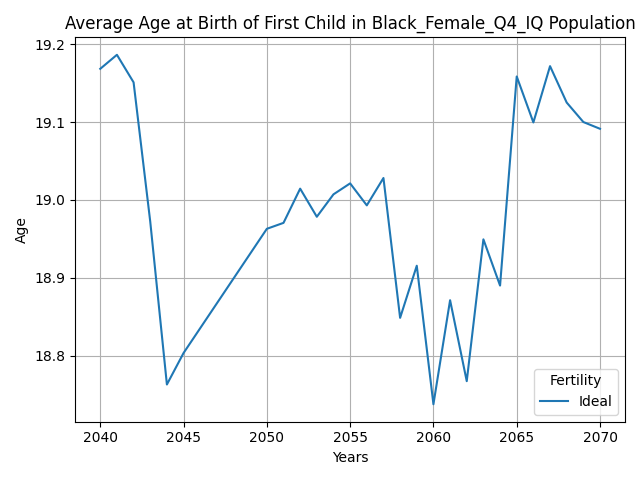 Average Age at Birth of First Child in Black_Female_Q4_IQ Population
Age
19.2
19.1
19.0
18.9
18.8
Fertility
Ideal
2040 2045 2050 2055 2060 2065 2070
Years